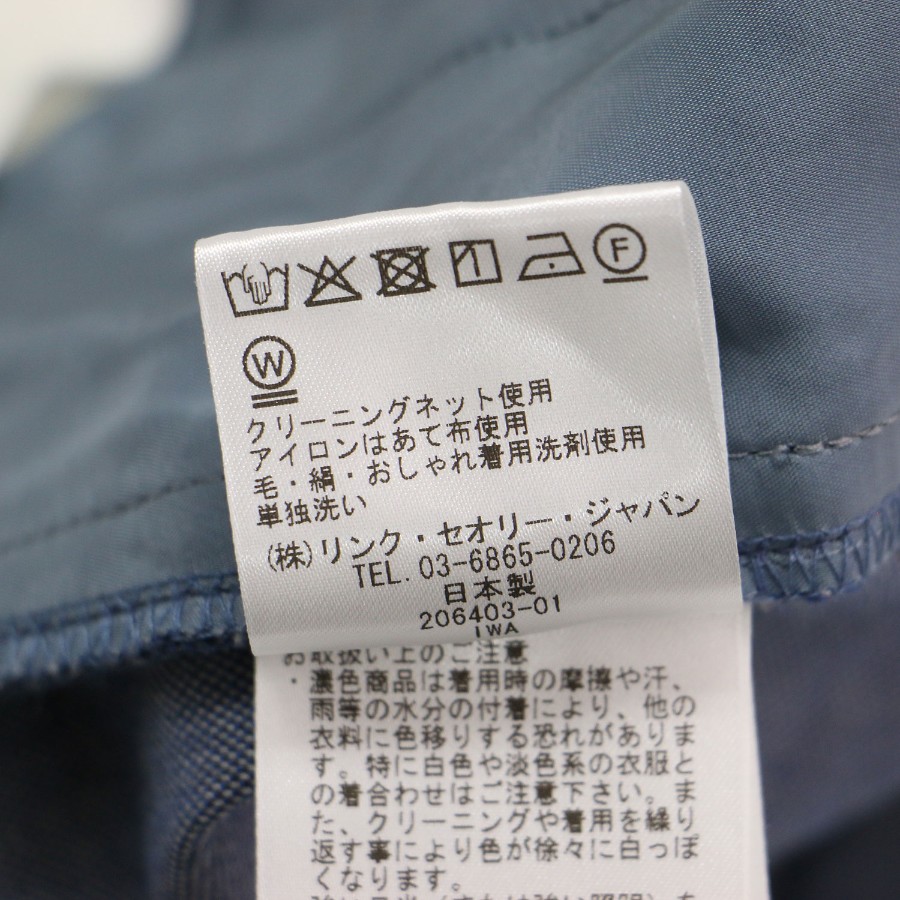 F
W
クリーニングネット使用
アイロンはあて布使用
毛・絹・おしゃれ着用洗剤使用
単独洗い
(株)リンク・セオリー・ジャパン
TEL. 03-6865-0206
日本製
206403-01
IWA
お取扱い上のご注意
・濃色商品は着用時の摩擦や汗、
雨等の水分の付着により、他の
衣料に色移りする恐れがありま
す。特に白色や淡色系の衣服と
の着合わせはご注意下さい。ま
た、クリーニングや着用を繰り
返す事により色が徐々に白っぽ
くなります。